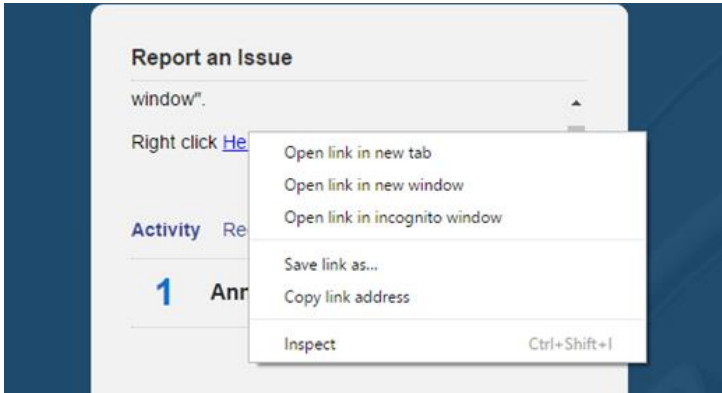 Report an Issue
window".
Right click He
Open link in new tab
Open link in new window
Open link in incognito window
Activity Re
Save link as...
1 Ann
Copy link address
Inspect Ctrl+Shift+I